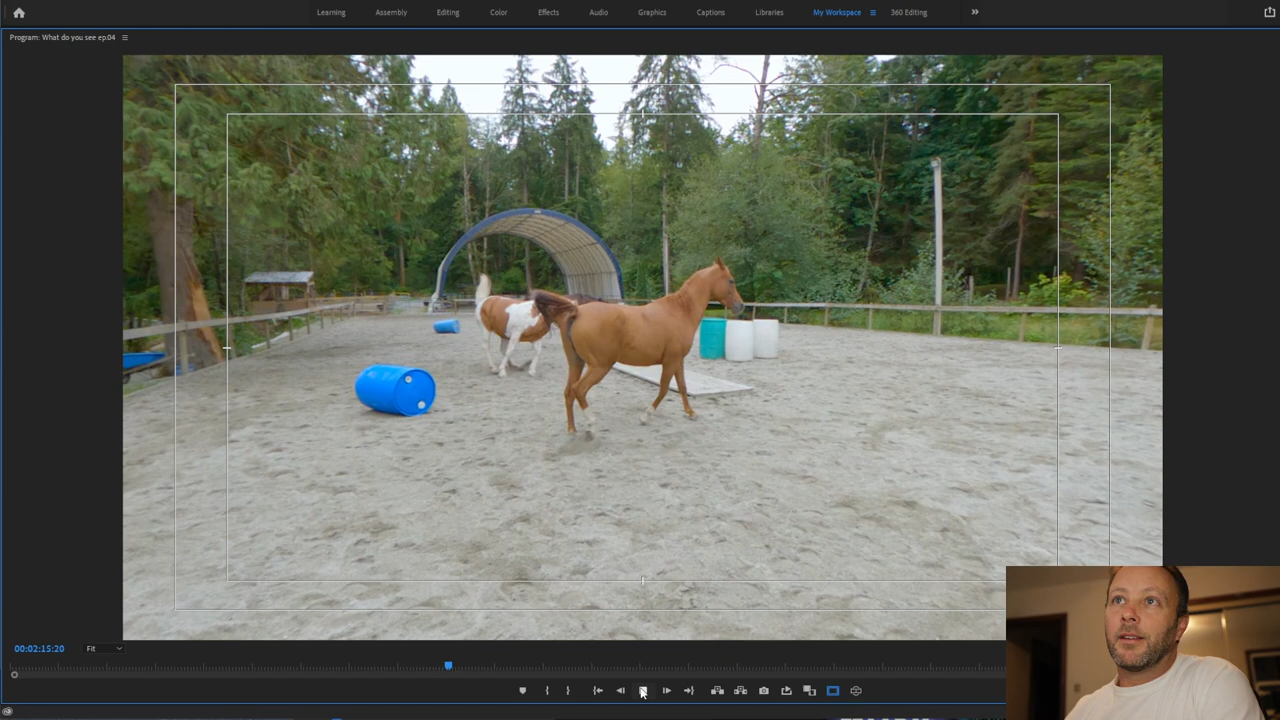 Learning Assembly Editing Color Effects Audio Graphics Captions Libraries My Workspace 360 Editing
Program: What do you see ep.04
00:02:15:20 Fit